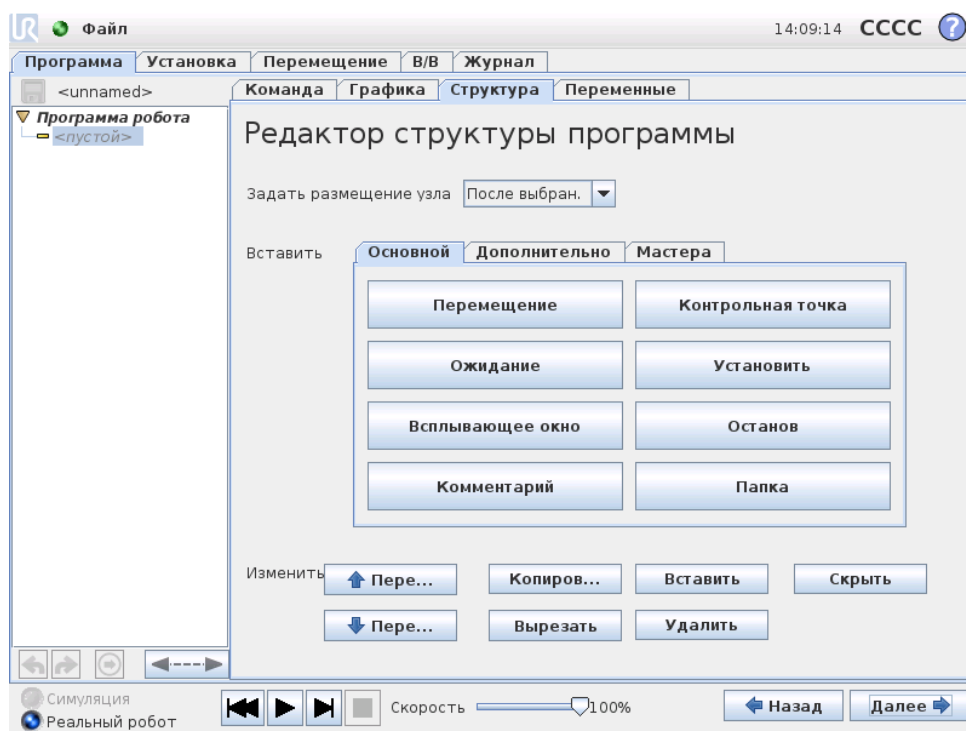 UR Файл 14:09:14 CCCC ?
Программа Установка Перемещение В/В Журнал
<unnamed> Команда Графика Структура Переменные
Программа робота
<пустой>
Редактор структуры программы
Задать размещение узла После выбран.
Вставить Основной Дополнительно Мастера
Перемещение Контрольная точка
Ожидание Установить
Всплывающее окно Останов
Комментарий Папка
Изменить Пере... Копиров... Вставить Скрыть
Пере... Вырезать Удалить
Симуляция
Реальный робот
Скорость 100% Назад Далее